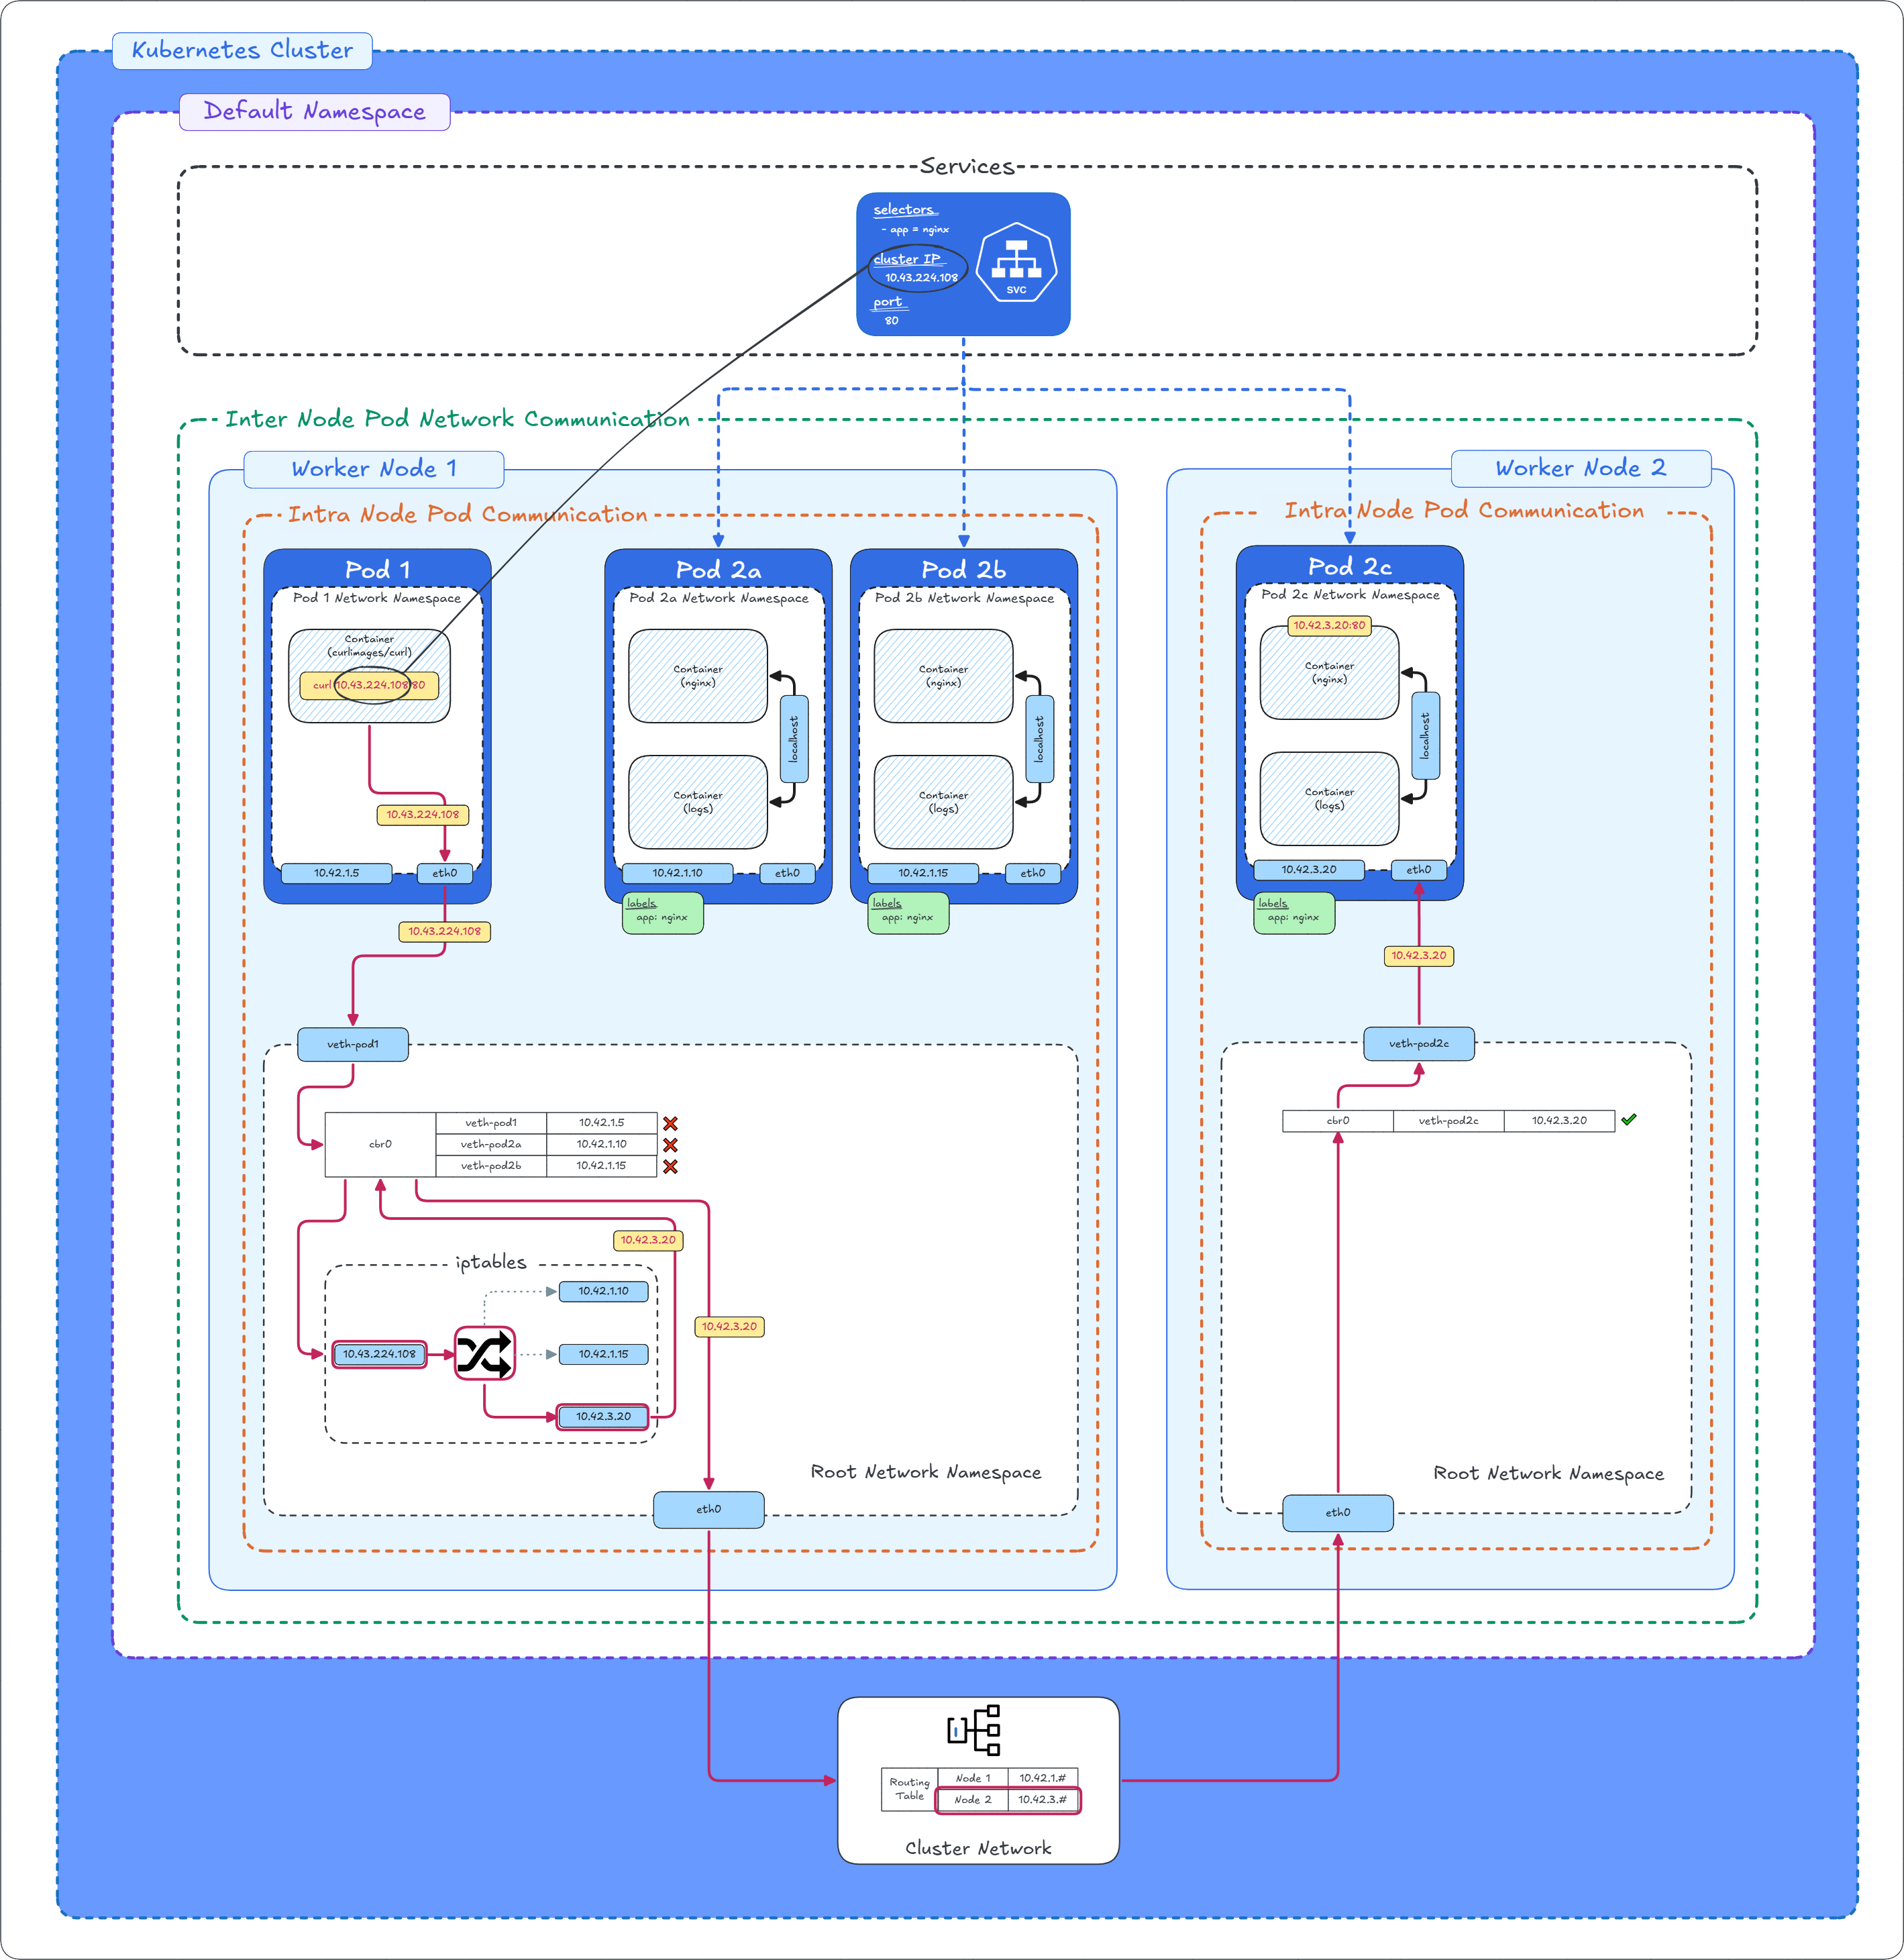 Kubernetes Cluster
Default Namespace
Services
selectors
- app = nginx
cluster IP
10.43.224.108
port
80
SVC
Inter Node Pod Network Communication
Worker Node 1
Intra Node Pod Communication
Pod 1
Pod 1 Network Namespace
Container
(curlimages/curl)
curl 10.43.224.108:80
10.43.224.108
10.42.1.5
eth0
10.43.224.108
Pod 2a
Pod 2a Network Namespace
Container
(nginx)
localhost
Container
(logs)
10.42.1.10
eth0
labels
app: nginx
Pod 2b
Pod 2b Network Namespace
Container
(nginx)
localhost
Container
(logs)
10.42.1.15
eth0
labels
app: nginx
veth-pod1
cbr0
veth-pod1 10.42.1.5
veth-pod2a 10.42.1.10
veth-pod2b 10.42.1.15
10.42.3.20
iptables
10.42.1.10
10.43.224.108
10.42.1.15
10.42.3.20
10.42.3.20
Root Network Namespace
eth0
Worker Node 2
Intra Node Pod Communication
Pod 2c
Pod 2c Network Namespace
10.42.3.20:80
Container
(nginx)
localhost
Container
(logs)
10.42.3.20
eth0
labels
app: nginx
10.42.3.20
veth-pod2c
cbr0 veth-pod2c 10.42.3.20
Root Network Namespace
eth0
Routing
Table
Node 1 10.42.1.#
Node 2 10.42.3.#
Cluster Network